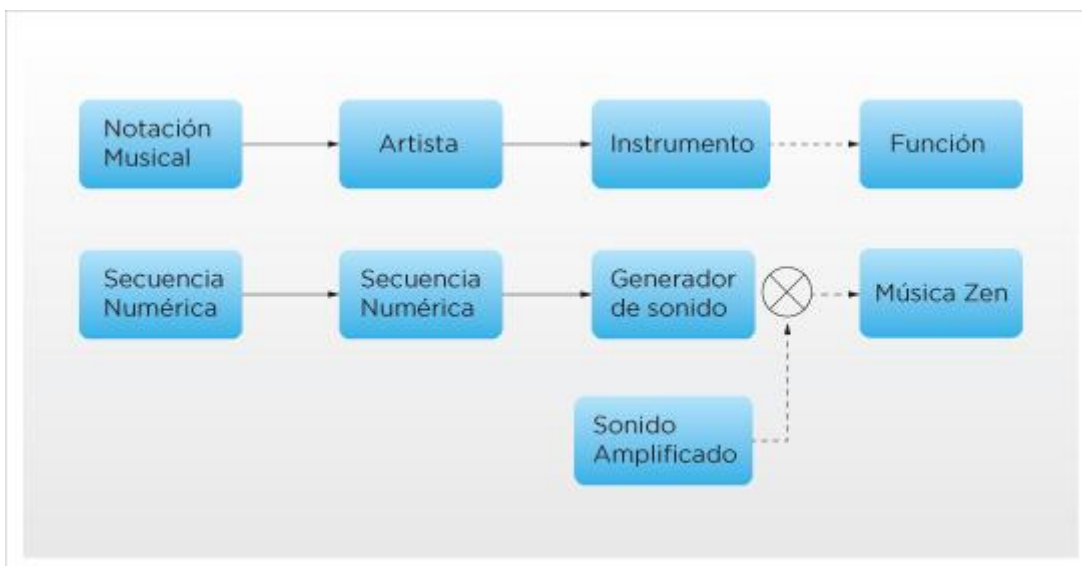 Notación
Musical
Artista
Instrumento
Función
Secuencia
Numérica
Secuencia
Numérica
Generador
de sonido
Música Zen
Sonido
Amplificado